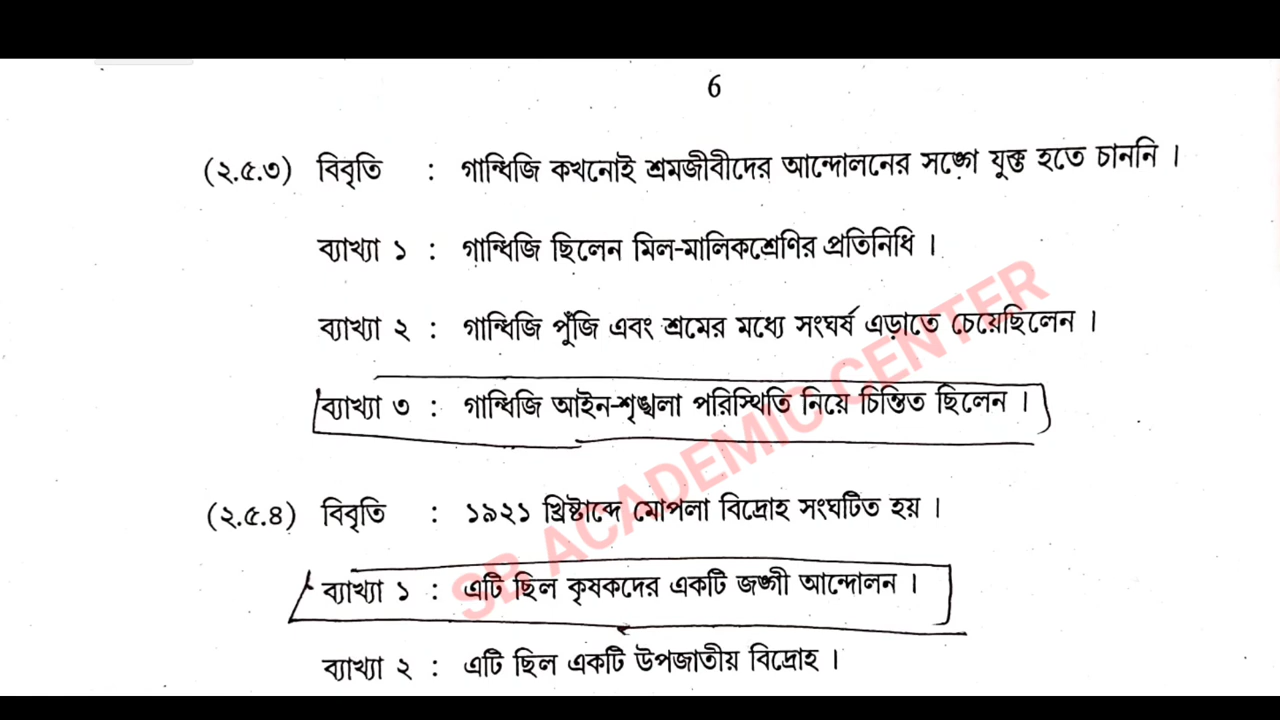 6
(২.৫.৩) বিবৃতি : গান্ধিজি কখনোই শ্রমজীবীদের আন্দোলনের সঙ্গে যুক্ত হতে চাননি ।
ব্যাখ্যা ১ : গান্ধিজি ছিলেন মিল-মালিকশ্রেণির প্রতিনিধি ।
ব্যাখ্যা ২ : গান্ধিজি পুঁজি এবং শ্রমের মধ্যে সংঘর্ষ এড়াতে চেয়েছিলেন ।
ব্যাখ্যা ৩ : গান্ধিজি আইন-শৃঙ্খলা পরিস্থিতি নিয়ে চিন্তিত ছিলেন ।
(২.৫.৪) বিবৃতি : ১৯২১ খ্রিষ্টাব্দে মোপলা বিদ্রোহ সংঘটিত হয় ।
ব্যাখ্যা ১ : এটি ছিল কৃষকদের একটি জঙ্গী আন্দোলন ।
ব্যাখ্যা ২ : এটি ছিল একটি উপজাতীয় বিদ্রোহ ।
SB ACADEMIC CENTER